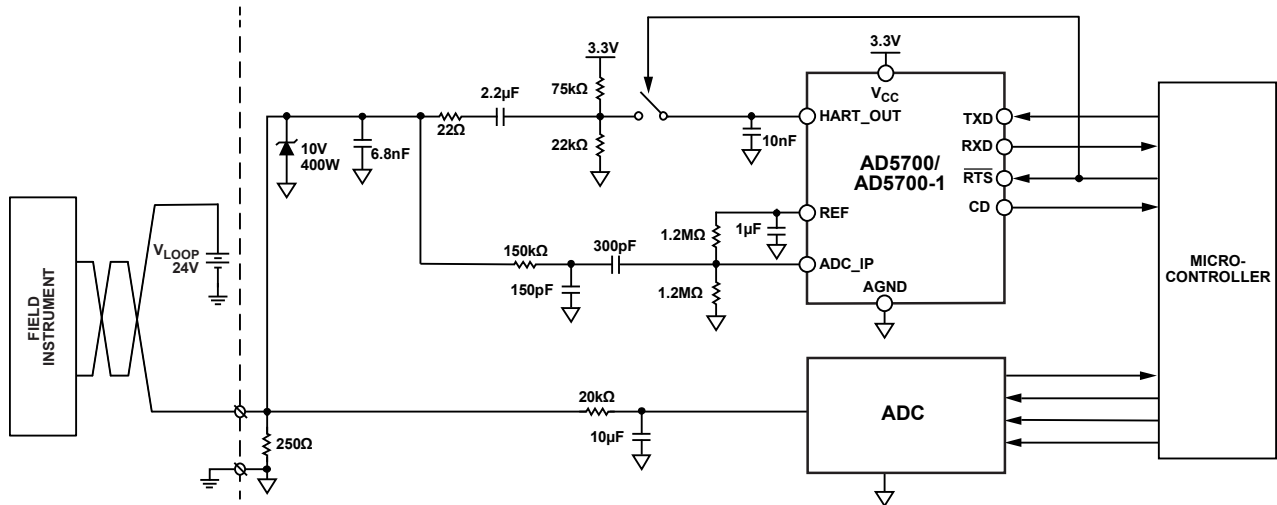 3.3V
3.3V
75kΩ
2.2µF
22Ω
22kΩ
10V
400W
6.8nF
10nF
VCC
HART_OUT
TXD
RXD
RTS
CD
AD5700/
AD5700-1
REF
1µF
1.2MΩ
ADC_IP
1.2MΩ
AGND
150kΩ
300pF
150pF
MICRO-
CONTROLLER
VLOOP
24V
FIELD
INSTRUMENT
20kΩ
10µF
ADC
250Ω